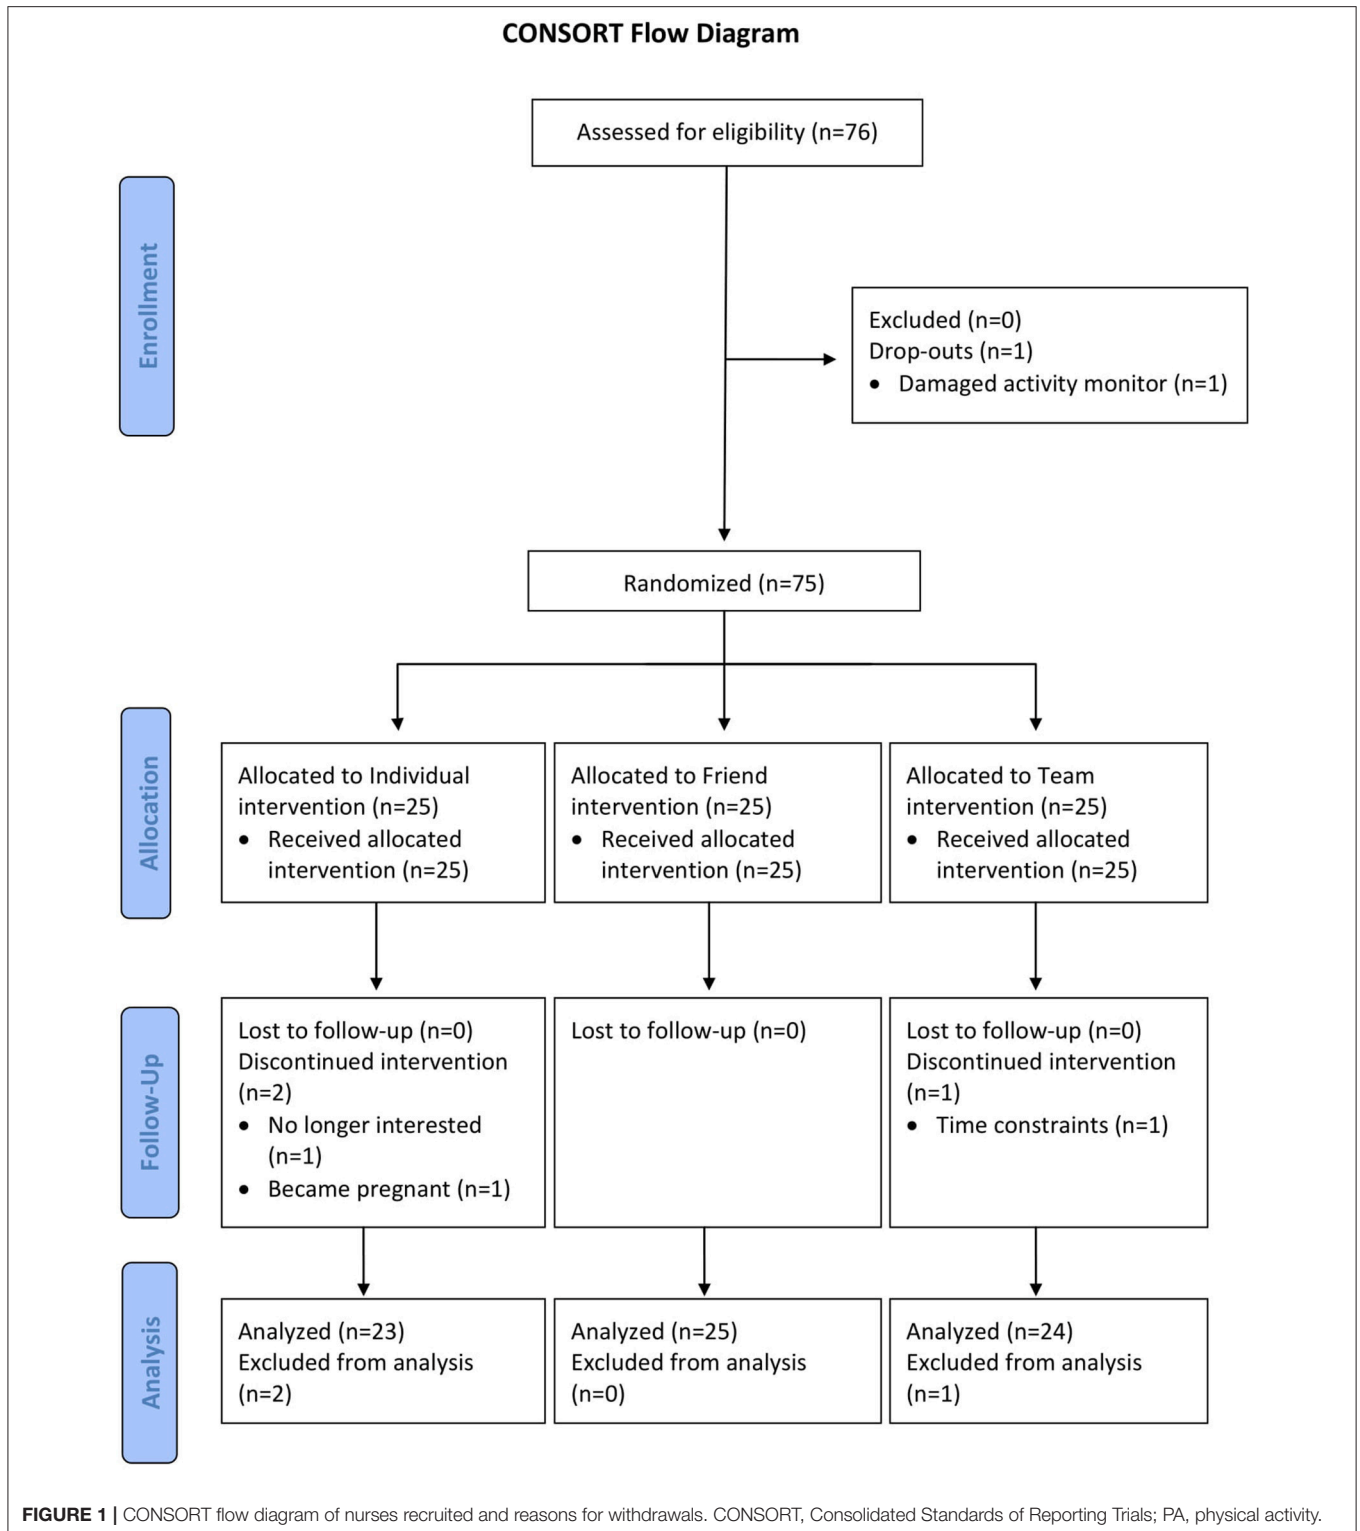 CONSORT Flow Diagram
Assessed for eligibility (n=76)
Enrollment
Excluded (n=0)
Drop-outs (n=1)
• Damaged activity monitor (n=1)
Randomized (n=75)
Allocation
Allocated to Individual
intervention (n=25)
• Received allocated
intervention (n=25)
Allocated to Friend
intervention (n=25)
• Received allocated
intervention (n=25)
Allocated to Team
intervention (n=25)
• Received allocated
intervention (n=25)
Follow-Up
Lost to follow-up (n=0)
Discontinued intervention
(n=2)
• No longer interested
(n=1)
• Became pregnant (n=1)
Lost to follow-up (n=0)
Lost to follow-up (n=0)
Discontinued intervention
(n=1)
• Time constraints (n=1)
Analysis
Analyzed (n=23)
Excluded from analysis
(n=2)
Analyzed (n=25)
Excluded from analysis
(n=0)
Analyzed (n=24)
Excluded from analysis
(n=1)
FIGURE 1 | CONSORT flow diagram of nurses recruited and reasons for withdrawals. CONSORT, Consolidated Standards of Reporting Trials; PA, physical activity.